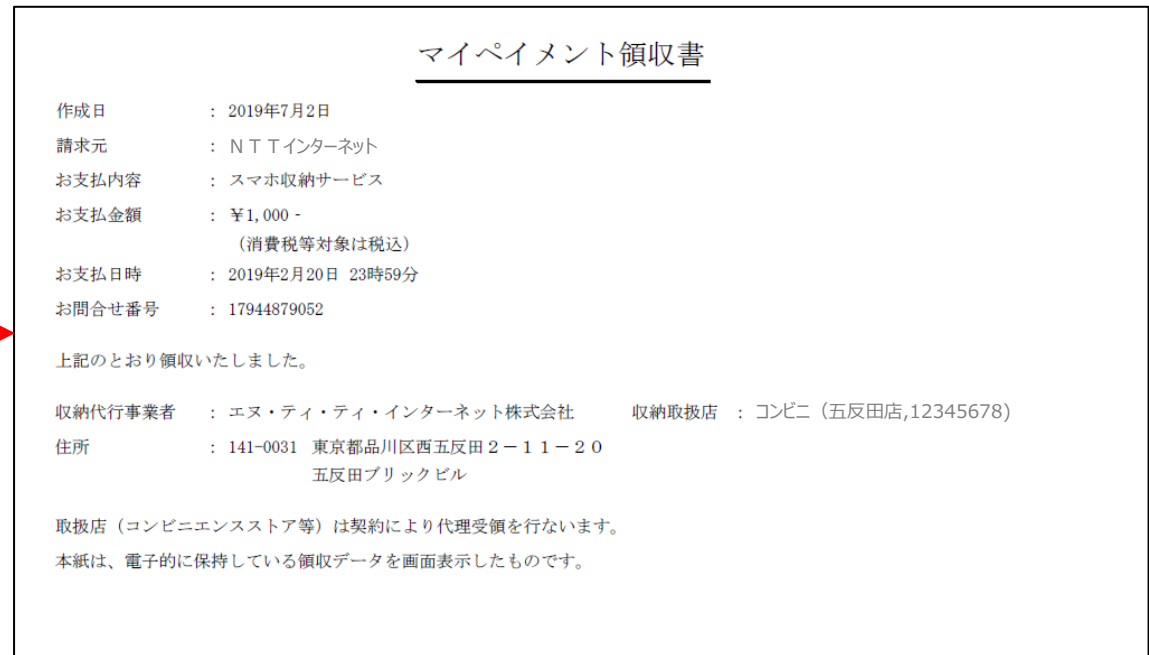 マイペイメント領収書
作成日 : 2019年7月2日
請求元 : ＮＴＴインターネット
お支払内容 : スマホ収納サービス
お支払金額 : ￥1,000 -
（消費税等対象は税込）
お支払日時 : 2019年2月20日 23時59分
お問合せ番号 : 17944879052
上記のとおり領収いたしました。
収納代行事業者 : エヌ・ティ・ティ・インターネット株式会社 収納取扱店 : コンビニ（五反田店,12345678)
住所 : 141-0031 東京都品川区西五反田２－１１－２０
五反田ブリックビル
取扱店（コンビニエンスストア等）は契約により代理受領を行ないます。
本紙は、電子的に保持している領収データを画面表示したものです。